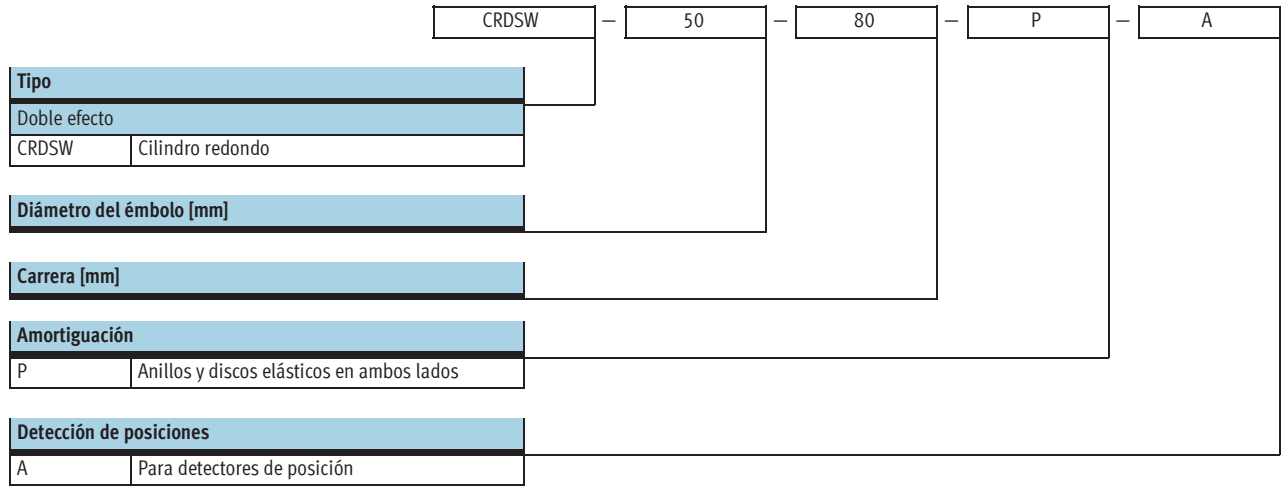 CRDSW – 50 – 80 – P – A
Tipo
Doble efecto
CRDSW Cilindro redondo
Diámetro del émbolo [mm]
Carrera [mm]
Amortiguación
P Anillos y discos elásticos en ambos lados
Detección de posiciones
A Para detectores de posición